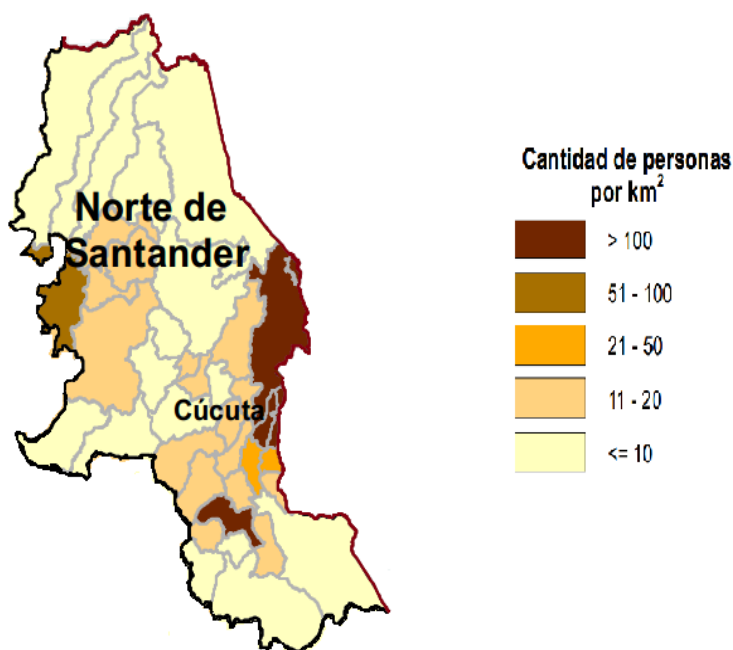 Norte de
Santander
Cúcuta
Cantidad de personas
por km²
> 100
51 - 100
21 - 50
11 - 20
<= 10